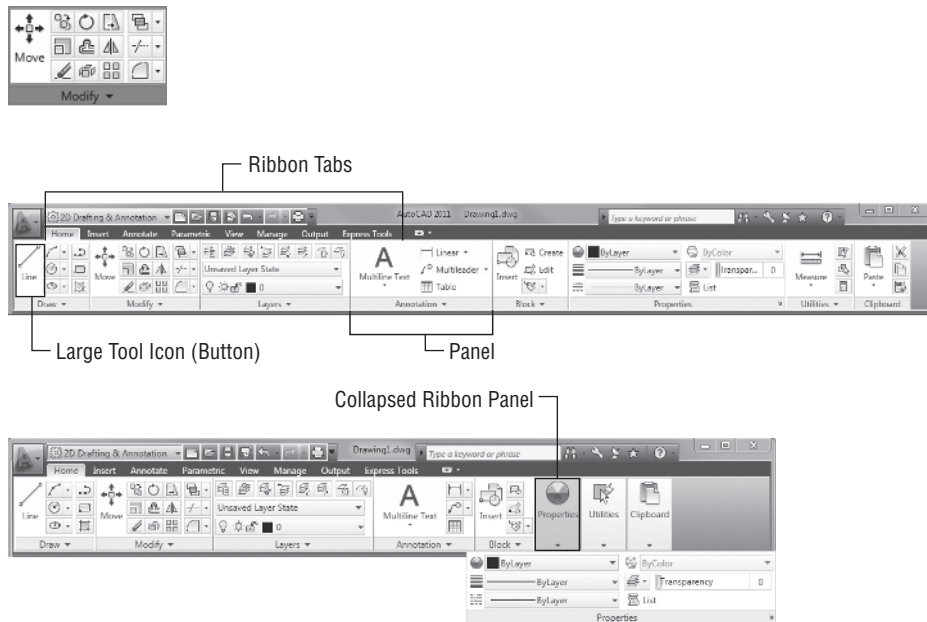 Move
Modify
Ribbon Tabs
2D Drafting & Annotation
AutoCAD 2011 Drawing1.dwg
Type a keyword or phrase
Home Insert Annotate Parametric View Manage Output Express Tools
Line
Move
Unsaved Layer State
0
Multiline Text
Linear
Multileader
Table
Insert
Create
Edit
ByLayer
ByLayer
ByLayer
ByColor
Transpar... 0
List
Measure
Paste
Draw Modify Layers Annotation Block Properties Utilities Clipboard
Large Tool Icon (Button)
Panel
Collapsed Ribbon Panel
2D Drafting & Annotation
Drawing1.dwg
Type a keyword or phrase
Home Insert Annotate Parametric View Manage Output Express Tools
Line
Move
Unsaved Layer State
0
Multiline Text
Insert
Properties Utilities Clipboard
Draw Modify Layers Annotation Block
ByLayer ByColor
ByLayer Transparency 0
ByLayer List
Properties